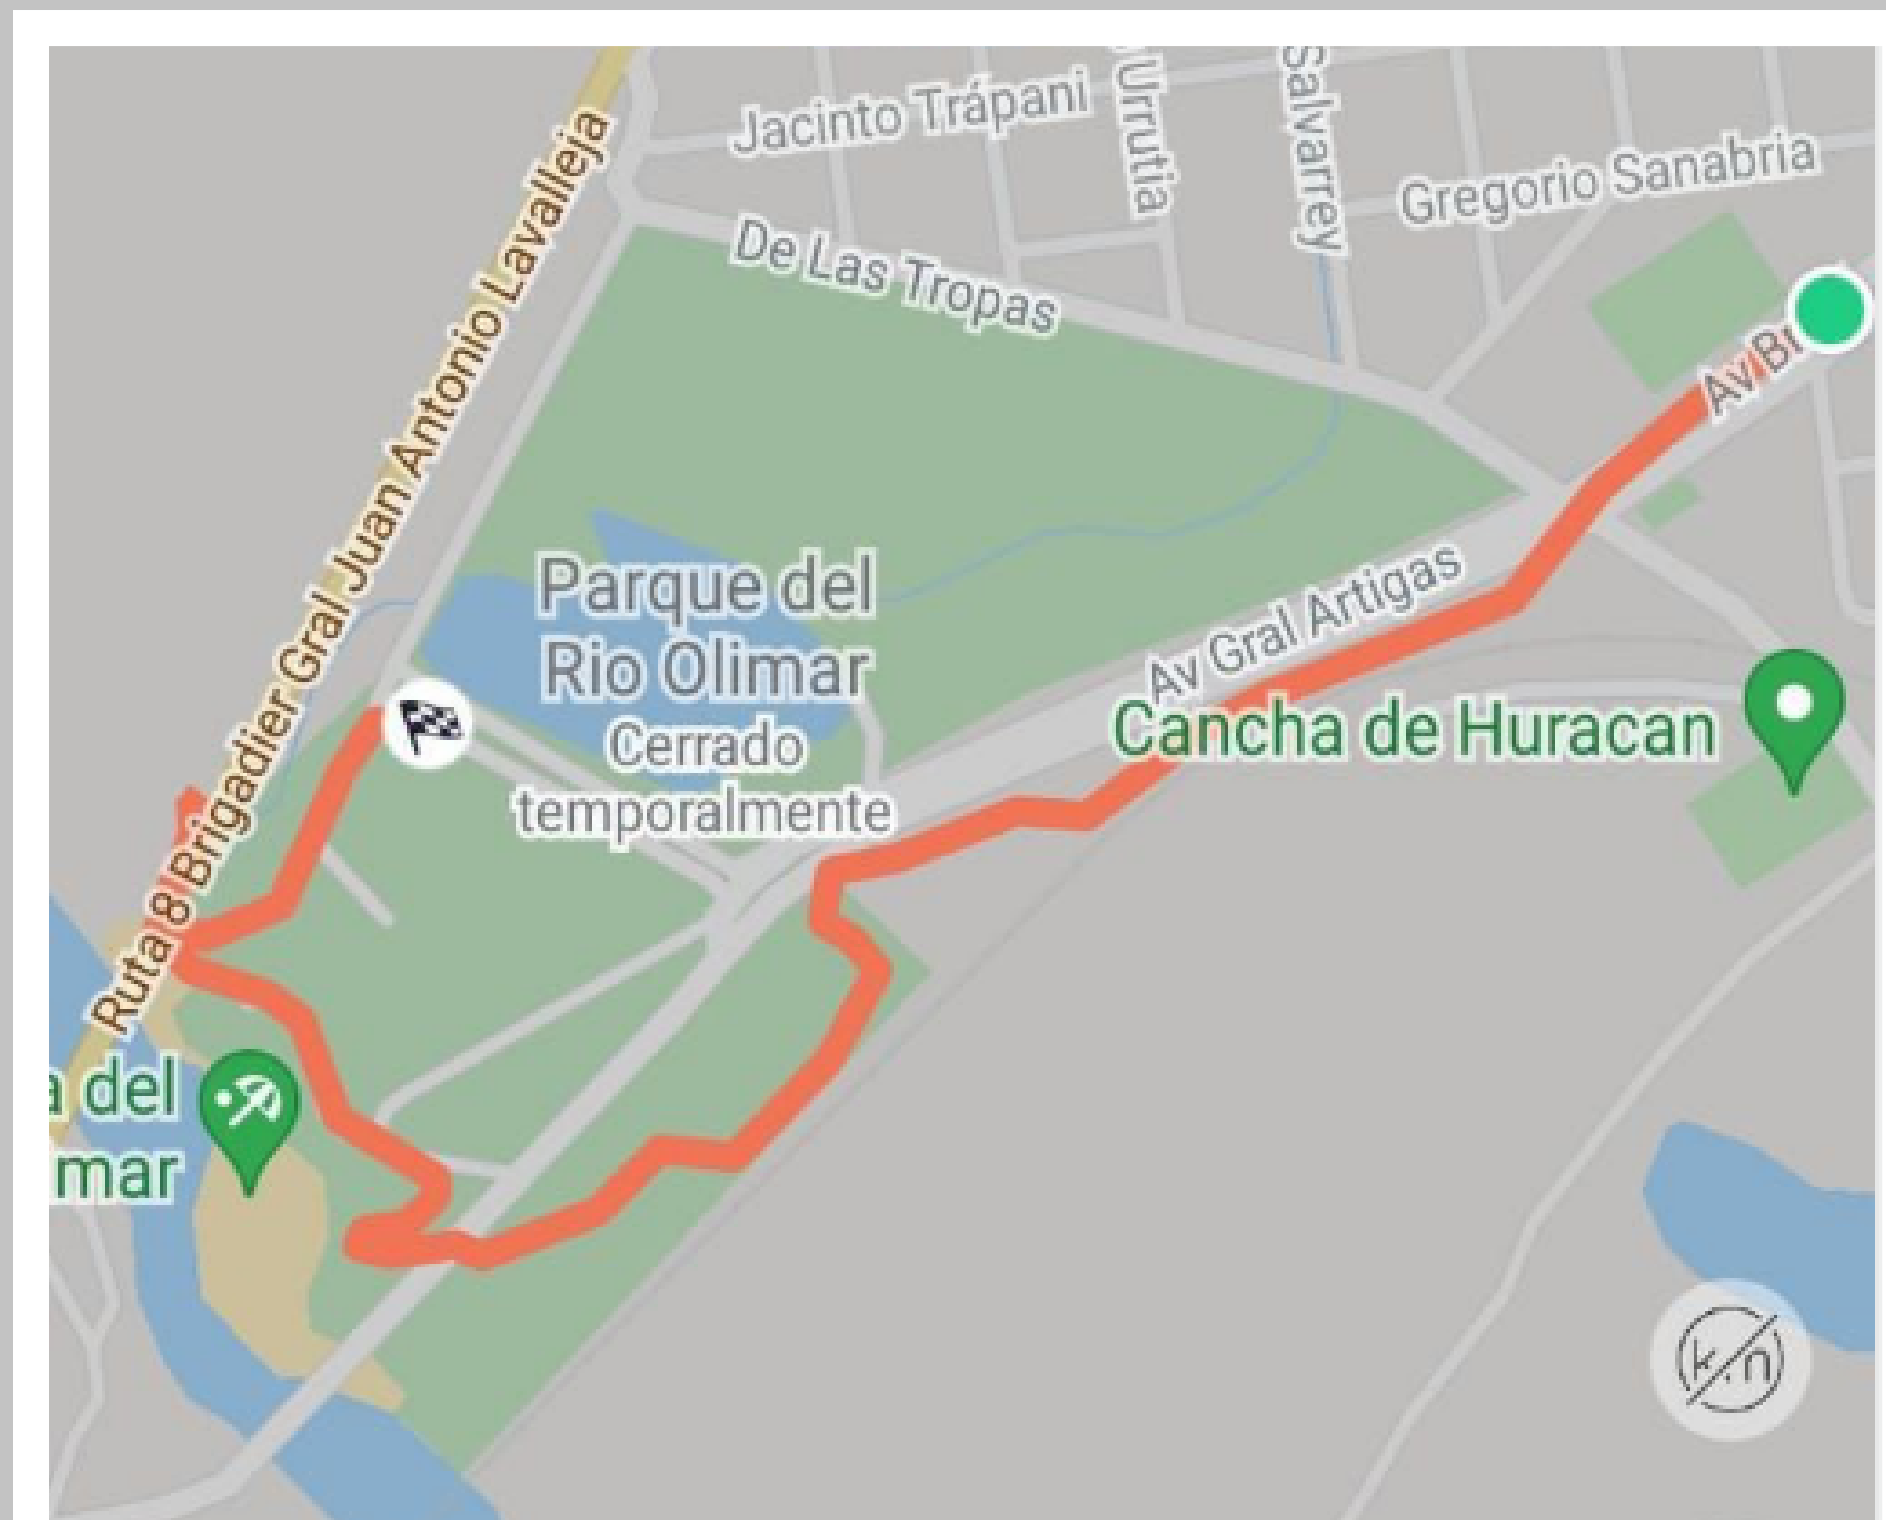 Jacinto Trápani
Urrutia
Salvarrey
Gregorio Sanabria
De Las Tropas
Av
Ruta 8 Brigadier Gral Juan Antonio Lavalleja
Parque del
Rio Olimar
Cerrado
temporalmente
Av Gral Artigas
Cancha de Huracan
del
mar